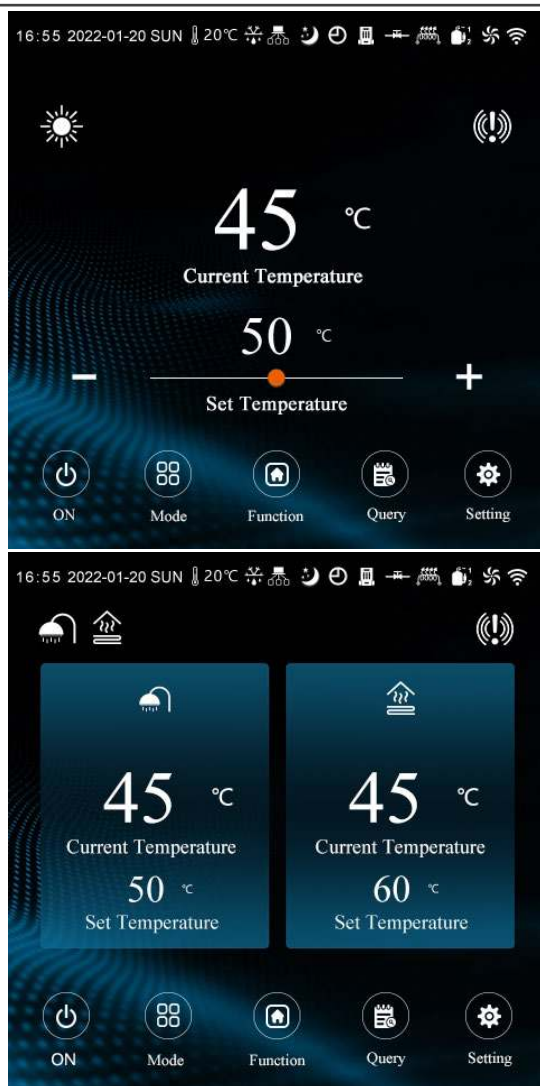 16:55 2022-01-20 SUN 20℃
45 ℃
Current Temperature
50 ℃
Set Temperature
ON Mode Function Query Setting
16:55 2022-01-20 SUN 20℃
45 ℃ 45 ℃
Current Temperature Current Temperature
50 ℃ 60 ℃
Set Temperature Set Temperature
ON Mode Function Query Setting